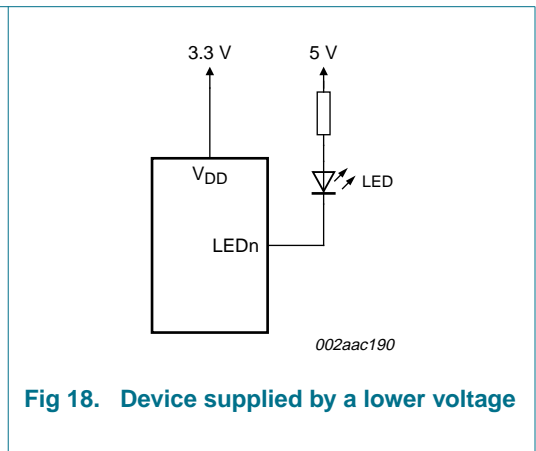 3.3 V
5 V
VDD
LED
LEDn
002aac190
Fig 18. Device supplied by a lower voltage